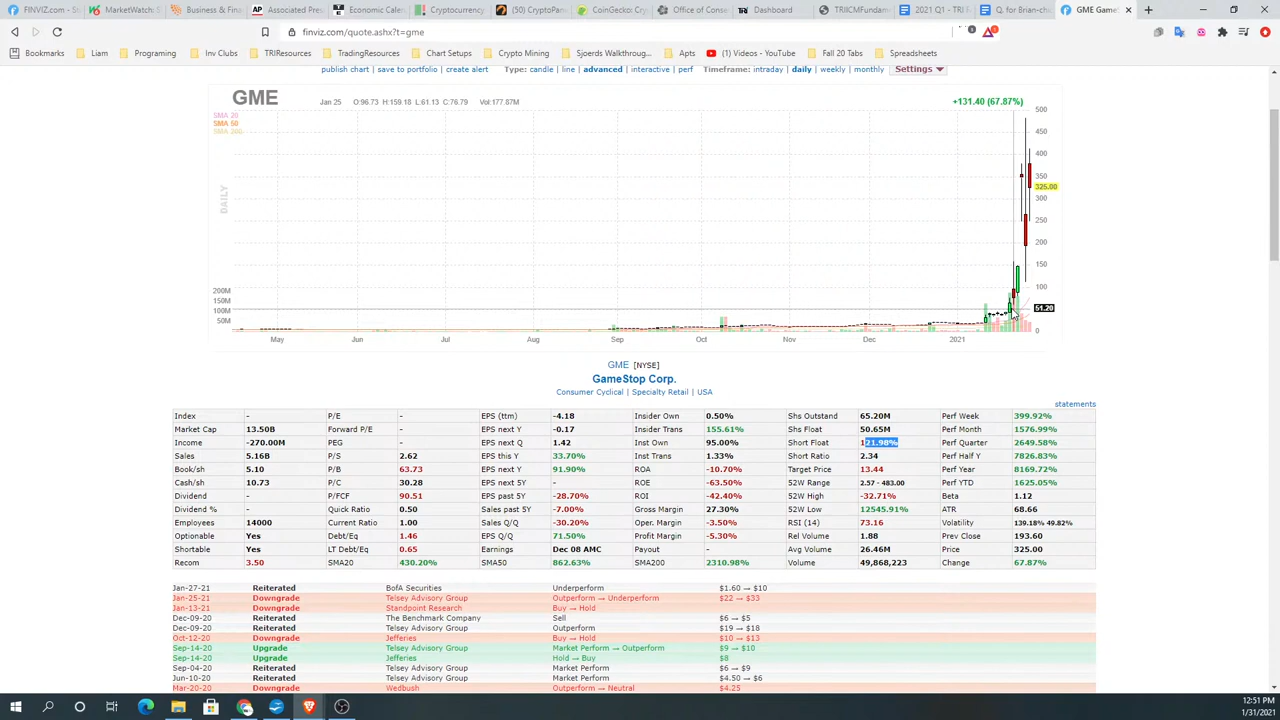 FINVIZ.com - S
MarketWatch: S
Business & Fina
Associated Pres
Economic Calen
Cryptocurrency
(50) CryptoPan
CoinGecko: Cry
Office of Consen
Dashboard
TRIICMFundam
2021 Q1 - TRI
Q. for Brian-chu
GME GameS
finviz.com/quote.ashx?t=gme
Bookmarks
Liam
Programing
Inv Clubs
TRIResources
TradingResources
Chart Setups
Crypto Mining
Sjoerds Walkthroug...
Apts
(1) Videos - YouTube
Fall 20 Tabs
Spreadsheets
publish chart | save to portfolio | create alert
Type: candle | line | advanced | interactive | perf
Timeframe: intraday | daily | weekly | monthly
Settings
GME
Jan 25 O:96.73 H:159.18 L:61.13 C:76.79 Vol:177.87M
+131.40 (67.87%)
SMA 20
SMA 50
SMA 200
DAILY
500
450
400
350
325.00
300
250
200
150
100
51.20
0
200M
150M
100M
50M
May Jun Jul Aug Sep Oct Nov Dec 2021
GME [NYSE]
GameStop Corp.
Consumer Cyclical | Specialty Retail | USA
statements
Index - P/E - EPS (ttm) -4.18 Insider Own 0.50% Shs Outstand 65.20M Perf Week 399.92%
Market Cap 13.50B Forward P/E - EPS next Y -0.17 Insider Trans 155.61% Shs Float 50.65M Perf Month 1576.99%
Income -270.00M PEG - EPS next Q 1.42 Inst Own 95.00% Short Float 121.98% Perf Quarter 2649.58%
Sales 5.16B P/S 2.62 EPS this Y 33.70% Inst Trans 1.33% Short Ratio 2.34 Perf Half Y 7826.83%
Book/sh 5.10 P/B 63.73 EPS next Y 91.90% ROA -10.70% Target Price 13.44 Perf Year 8169.72%
Cash/sh 10.73 P/C 30.28 EPS next 5Y - ROE -63.50% 52W Range 2.57 - 483.00 Perf YTD 1625.05%
Dividend - P/FCF 90.51 EPS past 5Y -28.70% ROI -42.40% 52W High -32.71% Beta 1.12
Dividend % - Quick Ratio 0.50 Sales past 5Y -7.00% Gross Margin 27.30% 52W Low 12545.91% ATR 68.66
Employees 14000 Current Ratio 1.00 Sales Q/Q -30.20% Oper. Margin -3.50% RSI (14) 73.16 Volatility 139.18% 49.82%
Optionable Yes Debt/Eq 1.46 EPS Q/Q 71.50% Profit Margin -5.30% Rel Volume 1.88 Prev Close 193.60
Shortable Yes LT Debt/Eq 0.65 Earnings Dec 08 AMC Payout - Avg Volume 26.46M Price 325.00
Recom 3.50 SMA20 430.20% SMA50 862.63% SMA200 2310.98% Volume 49,868,223 Change 67.87%
Jan-27-21 Reiterated BofA Securities Underperform $1.60 → $10
Jan-25-21 Downgrade Telsey Advisory Group Outperform → Underperform $22 → $33
Jan-13-21 Downgrade Standpoint Research Buy → Hold
Dec-09-20 Reiterated The Benchmark Company Sell $6 → $5
Dec-09-20 Reiterated Telsey Advisory Group Outperform $19 → $18
Oct-12-20 Downgrade Jefferies Buy → Hold $10 → $13
Sep-14-20 Upgrade Telsey Advisory Group Market Perform → Outperform $9 → $10
Sep-14-20 Upgrade Jefferies Hold → Buy $8
Sep-04-20 Reiterated Telsey Advisory Group Market Perform $6 → $9
Jun-10-20 Reiterated Telsey Advisory Group Market Perform $4.50 → $6
Mar-20-20 Downgrade Wedbush Outperform → Neutral $4.25
12:51 PM
1/31/2021